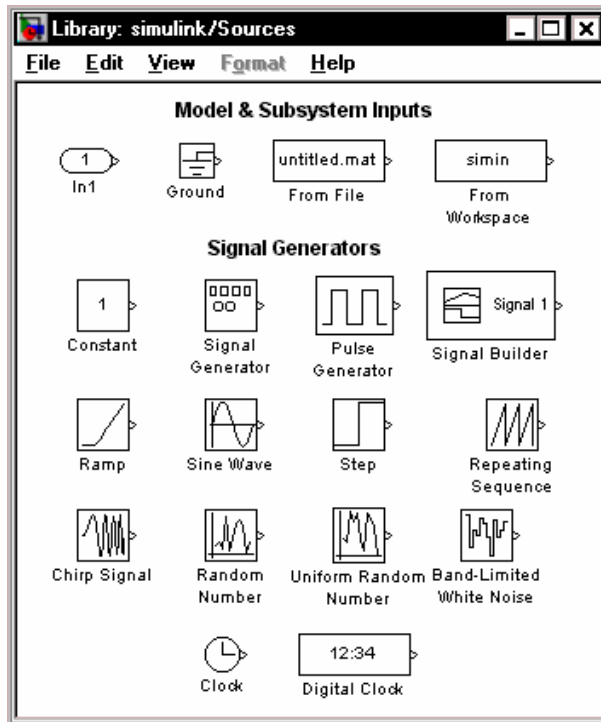 Library: simulink/Sources
File Edit View Format Help
Model & Subsystem Inputs
1 untitled.mat simin
In1 Ground From File From
Workspace
Signal Generators
1 Signal 1
Constant Signal
Generator Pulse
Generator Signal Builder
Ramp Sine Wave Step Repeating
Sequence
Chirp Signal Random
Number Uniform Random
Number Band-Limited
White Noise
12:34
Clock Digital Clock